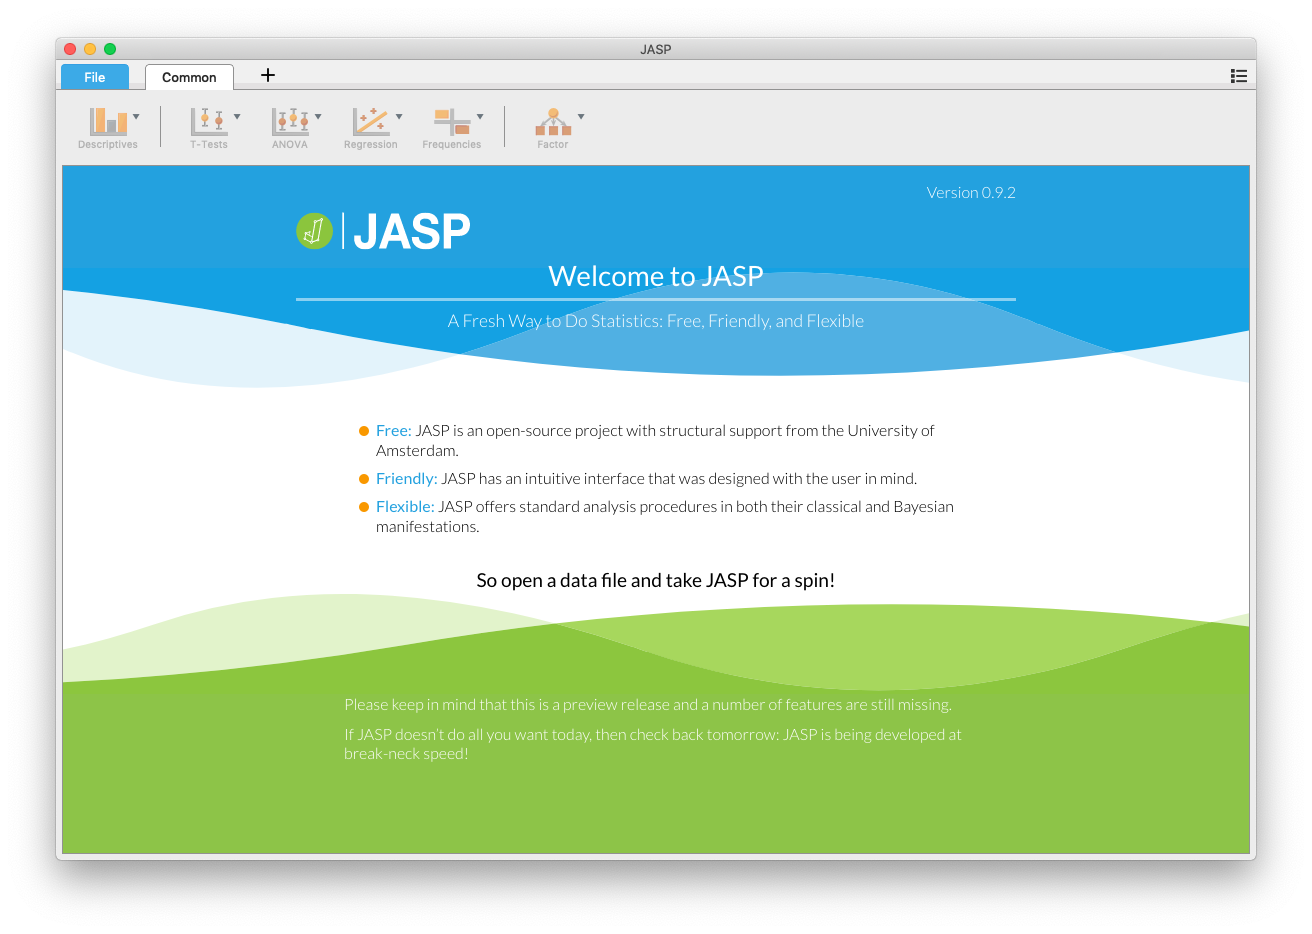 JASP
File
Common
+
Descriptives
T-Tests
ANOVA
Regression
Frequencies
Factor
Version 0.9.2
JASP
Welcome to JASP
A Fresh Way to Do Statistics: Free, Friendly, and Flexible
Free: JASP is an open-source project with structural support from the University of
Amsterdam.
Friendly: JASP has an intuitive interface that was designed with the user in mind.
Flexible: JASP offers standard analysis procedures in both their classical and Bayesian
manifestations.
So open a data file and take JASP for a spin!
Please keep in mind that this is a preview release and a number of features are still missing.
If JASP doesn't do all you want today, then check back tomorrow: JASP is being developed at
break-neck speed!